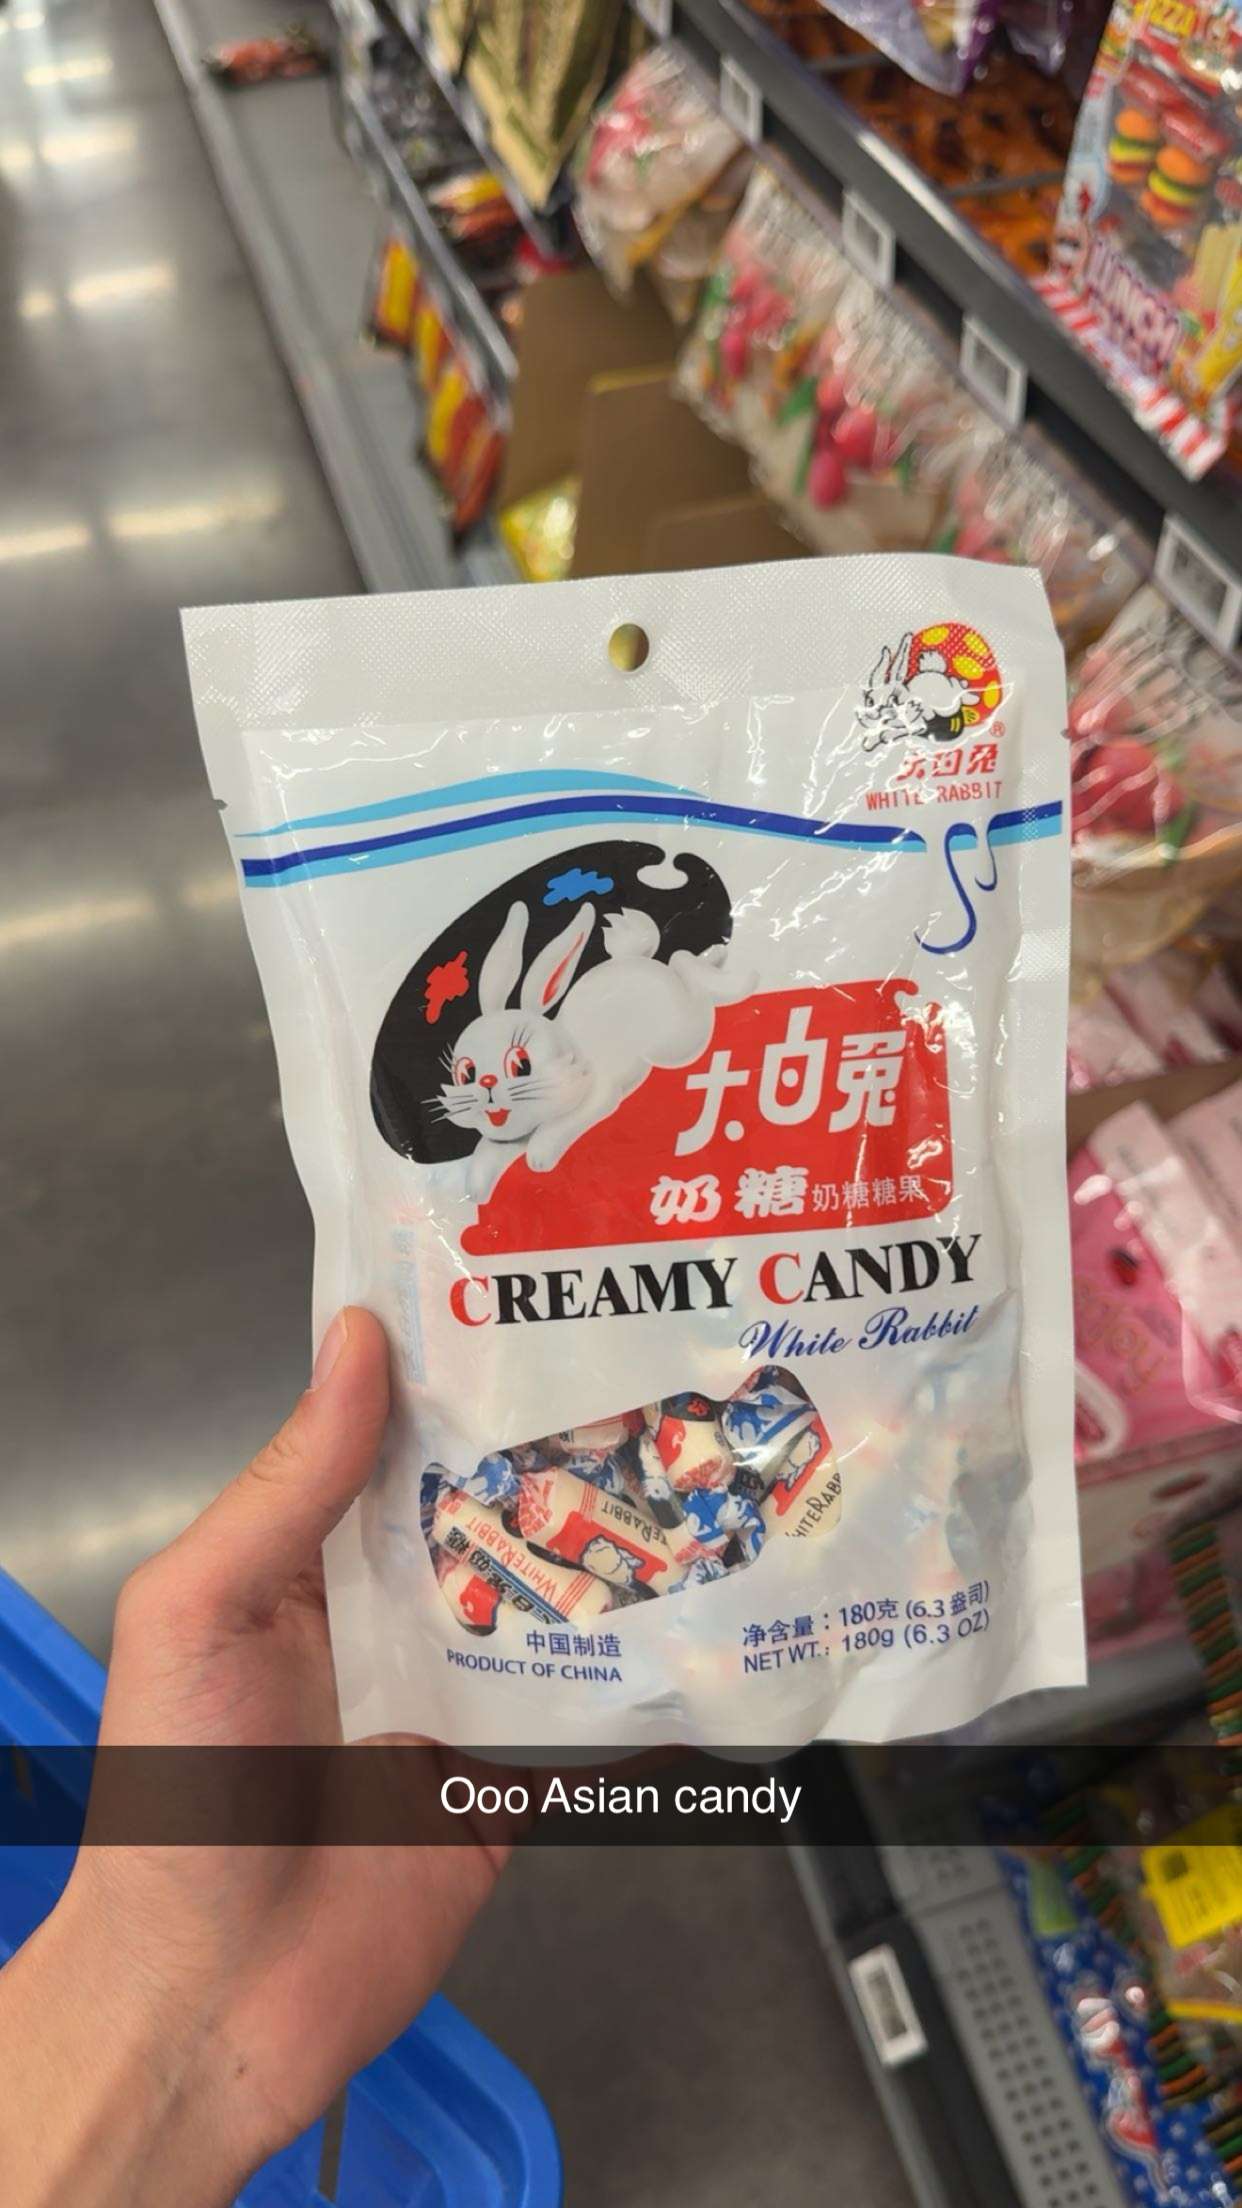 大白兔
WHITE RABBIT
大白兔
奶糖 奶糖糖果
CREAMY CANDY
White Rabbit
WHITERABBIT
中国制造
PRODUCT OF CHINA
净含量：180克 (6.3 盎司)
NET WT.: 180g (6.3 OZ)
Ooo Asian candy